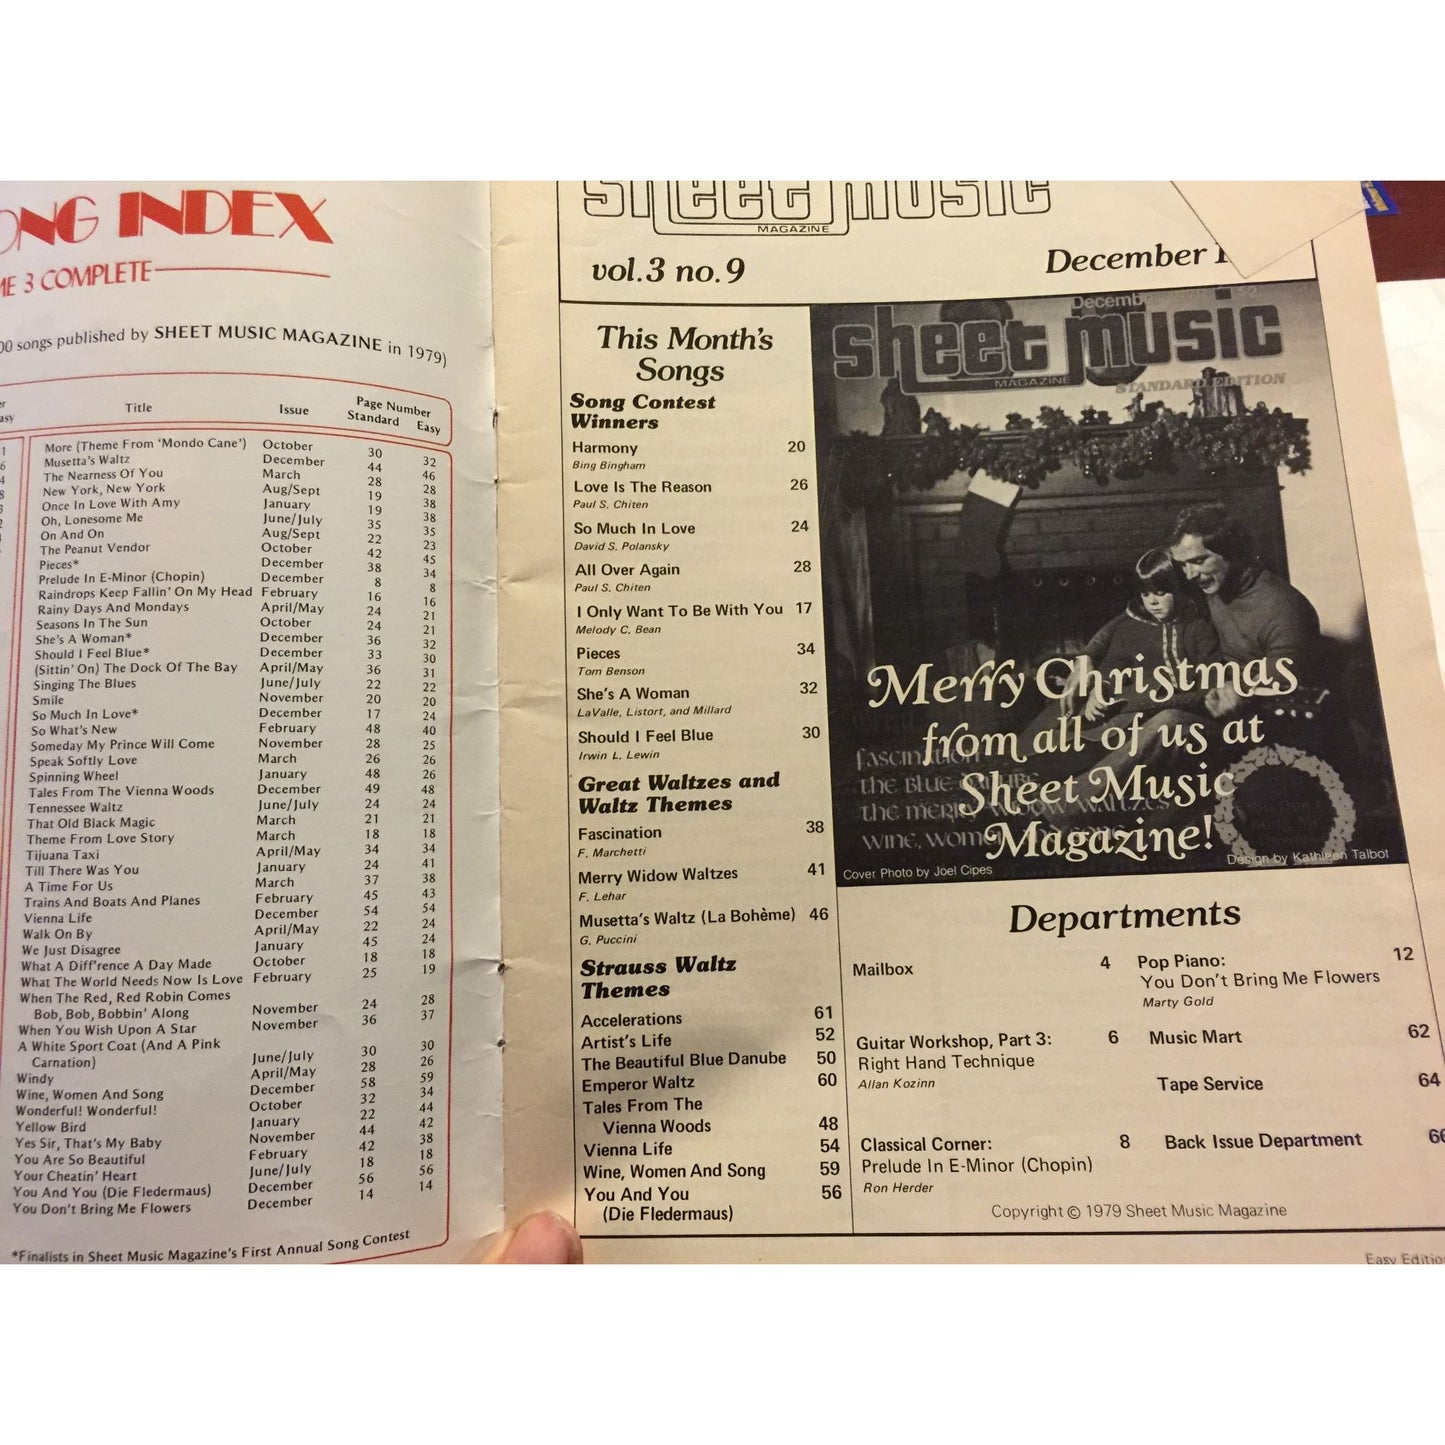 ONG INDEX
ME 3 COMPLETE
00 songs published by SHEET MUSIC MAGAZINE in 1979)
Title Issue Page Number
Standard Easy
More (Theme From ‘Mondo Cane’) October 30 32
Musetta's Waltz December 44 46
The Nearness Of You March 28 28
New York, New York Aug/Sept 19 38
Once In Love With Amy January 19 38
Oh, Lonesome Me June/July 35 35
On And On Aug/Sept 22 23
The Peanut Vendor October 42 45
Pieces* December 38 34
Prelude In E-Minor (Chopin) December 8 8
Raindrops Keep Fallin' On My Head February 16 16
Rainy Days And Mondays April/May 24 21
Seasons In The Sun October 24 21
She's A Woman* December 36 32
Should I Feel Blue* December 33 30
(Sittin' On) The Dock Of The Bay April/May 36 31
Singing The Blues June/July 22 22
Smile November 20 20
So Much In Love* December 17 24
So What's New February 48 40
Someday My Prince Will Come November 28 25
Speak Softly Love March 26 26
Spinning Wheel January 48 26
Tales From The Vienna Woods December 49 48
Tennessee Waltz June/July 24 24
That Old Black Magic March 21 21
Theme From Love Story March 18 18
Tijuana Taxi April/May 34 34
Till There Was You January 24 41
A Time For Us March 37 38
Trains And Boats And Planes February 45 43
Vienna Life December 54 54
Walk On By April/May 22 24
We Just Disagree January 45 24
What A Diff'rence A Day Made October 18 18
What The World Needs Now Is Love February 25 19
When The Red, Red Robin Comes
Bob, Bob, Bobbin' Along November 24 28
When You Wish Upon A Star November 36 37
A White Sport Coat (And A Pink
Carnation) June/July 30 30
Windy April/May 28 26
Wine, Women And Song December 58 59
Wonderful! Wonderful! October 32 34
Yellow Bird January 22 44
Yes Sir, That's My Baby November 44 42
You Are So Beautiful February 42 38
Your Cheatin' Heart June/July 18 18
You And You (Die Fledermaus) December 56 56
You Don't Bring Me Flowers December 14 14
*Finalists in Sheet Music Magazine's First Annual Song Contest
sheet music
MAGAZINE
vol.3 no.9 December
This Month's
Songs
Song Contest
Winners
Harmony 20
Bing Bingham
Love Is The Reason 26
Paul S. Chiten
So Much In Love 24
David S. Polansky
All Over Again 28
Paul S. Chiten
I Only Want To Be With You 17
Melody C. Bean
Pieces 34
Tom Benson
She's A Woman 32
LaValle, Listort, and Millard
Should I Feel Blue 30
Irwin L. Lewin
Great Waltzes and
Waltz Themes
Fascination 38
F. Marchetti
Merry Widow Waltzes 41
F. Lehar
Musetta's Waltz (La Bohème) 46
G. Puccini
Strauss Waltz
Themes
Accelerations 61
Artist's Life 52
The Beautiful Blue Danube 50
Emperor Waltz 60
Tales From The
Vienna Woods 48
Vienna Life 54
Wine, Women And Song 59
You And You 56
(Die Fledermaus)
sheet music
MAGAZINE
STANDARD EDITION
Merry Christmas
from all of us at
Sheet Music
Magazine!
fascination
the blue
the merry widow waltzes
wine, women
Cover Photo by Joel Cipes
Design by Kathleen Talbot
Departments
Mailbox 4
Guitar Workshop, Part 3: 6
Right Hand Technique
Allan Kozinn
Classical Corner: 8
Prelude In E-Minor (Chopin)
Ron Herder
Pop Piano: 12
You Don't Bring Me Flowers
Marty Gold
Music Mart 62
Tape Service 64
Back Issue Department 66
Copyright © 1979 Sheet Music Magazine
Easy Edition